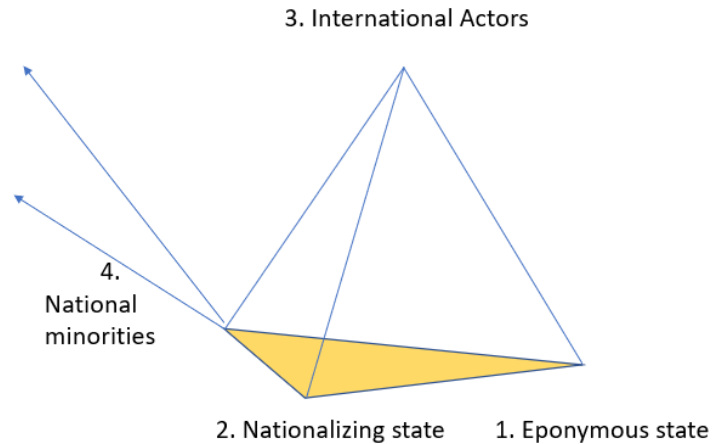 3. International Actors
4.
National
minorities
2. Nationalizing state
1. Eponymous state